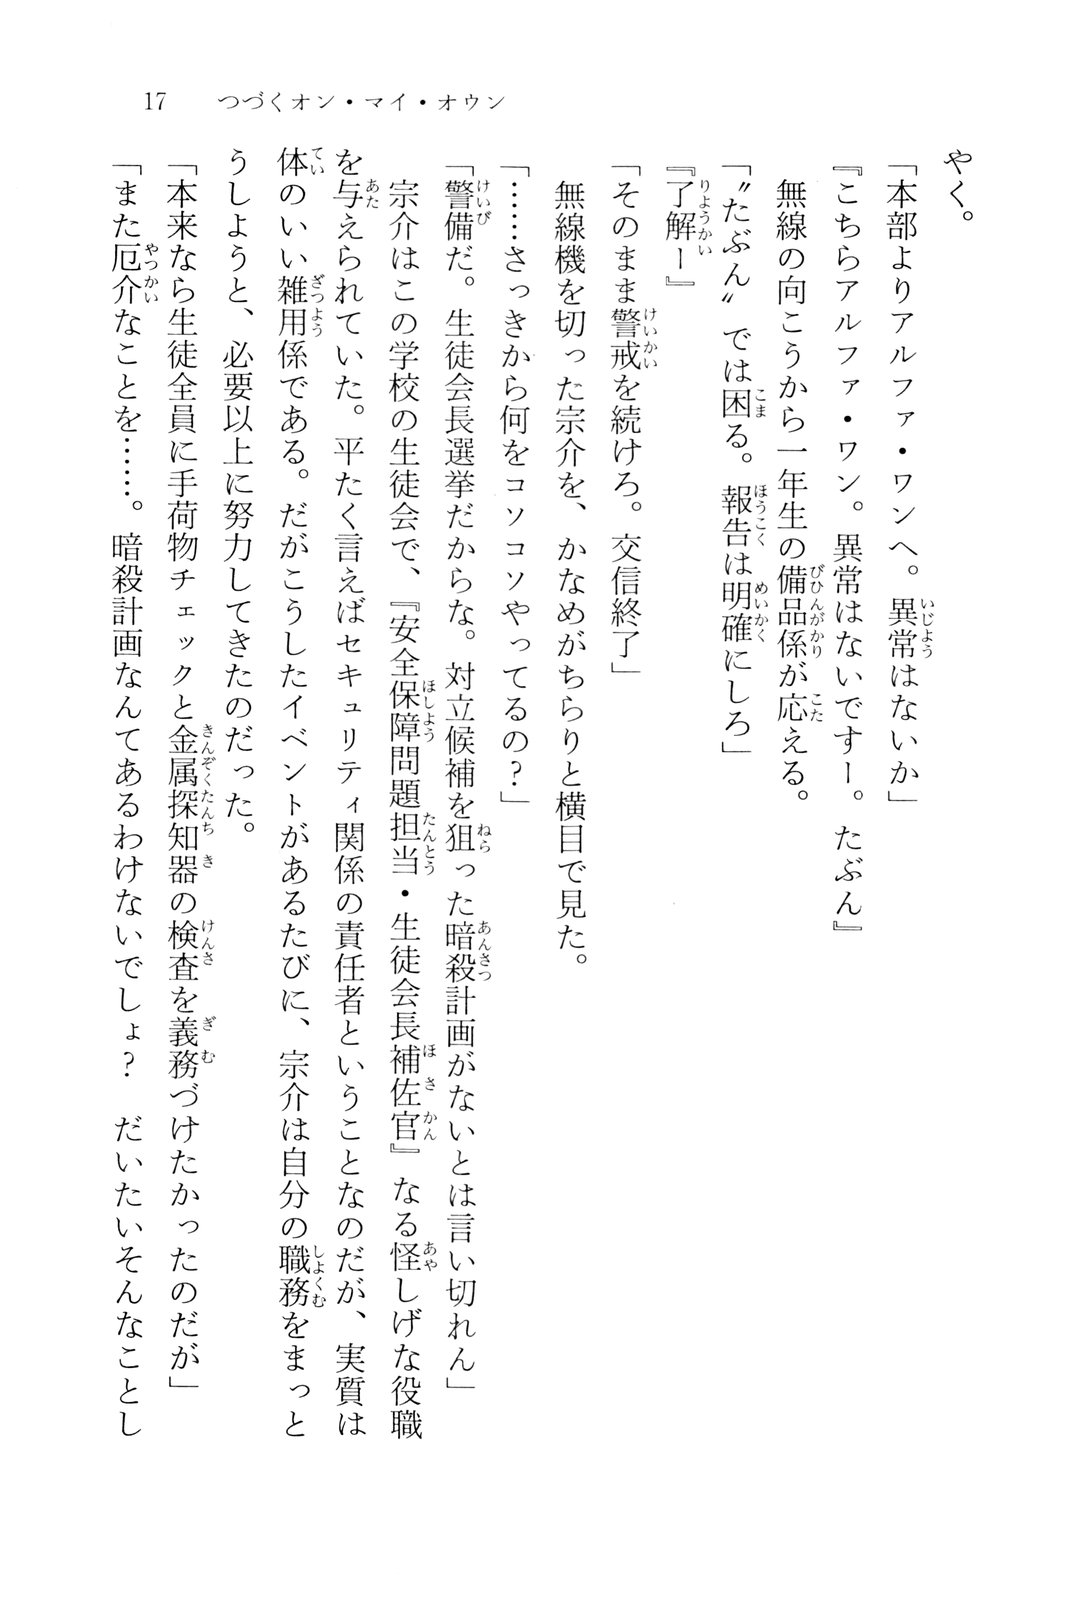 17　つづくオン・マイ・オウン
やく。
「本部よりアルファ・ワンへ。異常はないか」
『こちらアルファ・ワン。異常はないですー。たぶん』
　無線の向こうから一年生の備品係が応える。
「〝たぶん〟では困る。報告は明確にしろ」
『了解ー』
「そのまま警戒を続けろ。交信終了」
　無線機を切った宗介を、かなめがちらりと横目で見た。
「……さっきから何をコソコソやってるの？」
「警備だ。生徒会長選挙だからな。対立候補を狙った暗殺計画がないとは言い切れん」
　宗介はこの学校の生徒会で、『安全保障問題担当・生徒会長補佐官』なる怪しげな役職
を与えられていた。平たく言えばセキュリティ関係の責任者ということなのだが、実質は
体のいい雑用係である。だがこうしたイベントがあるたびに、宗介は自分の職務をまっと
うしようと、必要以上に努力してきたのだった。
「本来なら生徒全員に手荷物チェックと金属探知器の検査を義務づけたかったのだが」
「また厄介なことを……。暗殺計画なんてあるわけないでしょ？　だいたいそんなことし